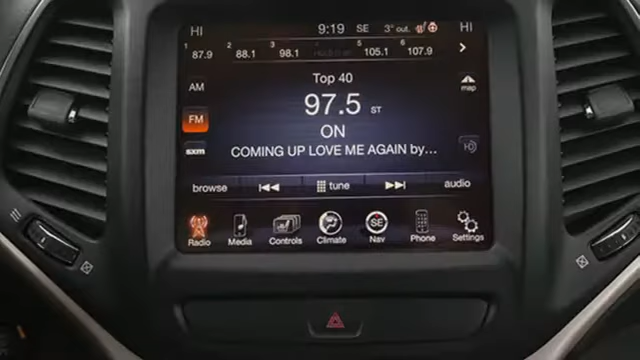 HI 9:19 SE 3° out. HI
1 87.9 2 88.1 3 98.1 5 105.1 6 107.9
Top 40
AM
97.5 ST
map
FM
ON
HD
sxm
COMING UP LOVE ME AGAIN by...
browse tune audio
Radio Media Controls Climate SE Nav Phone Settings